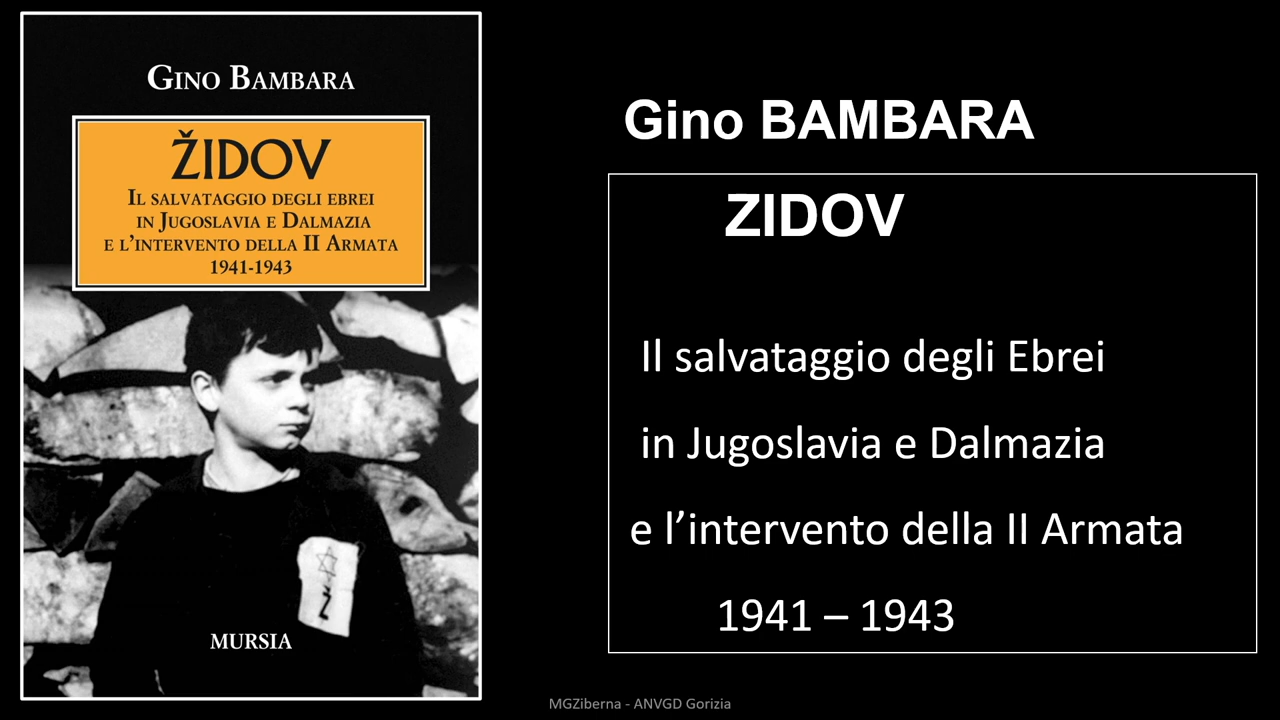 GINO BAMBARA
ŽIDOV
IL SALVATAGGIO DEGLI EBREI
IN JUGOSLAVIA E DALMAZIA
E L'INTERVENTO DELLA II ARMATA
1941-1943
Ž
MURSIA
Gino BAMBARA
ZIDOV
Il salvataggio degli Ebrei
in Jugoslavia e Dalmazia
e l’intervento della II Armata
1941 – 1943
MGZiberna - ANVGD Gorizia